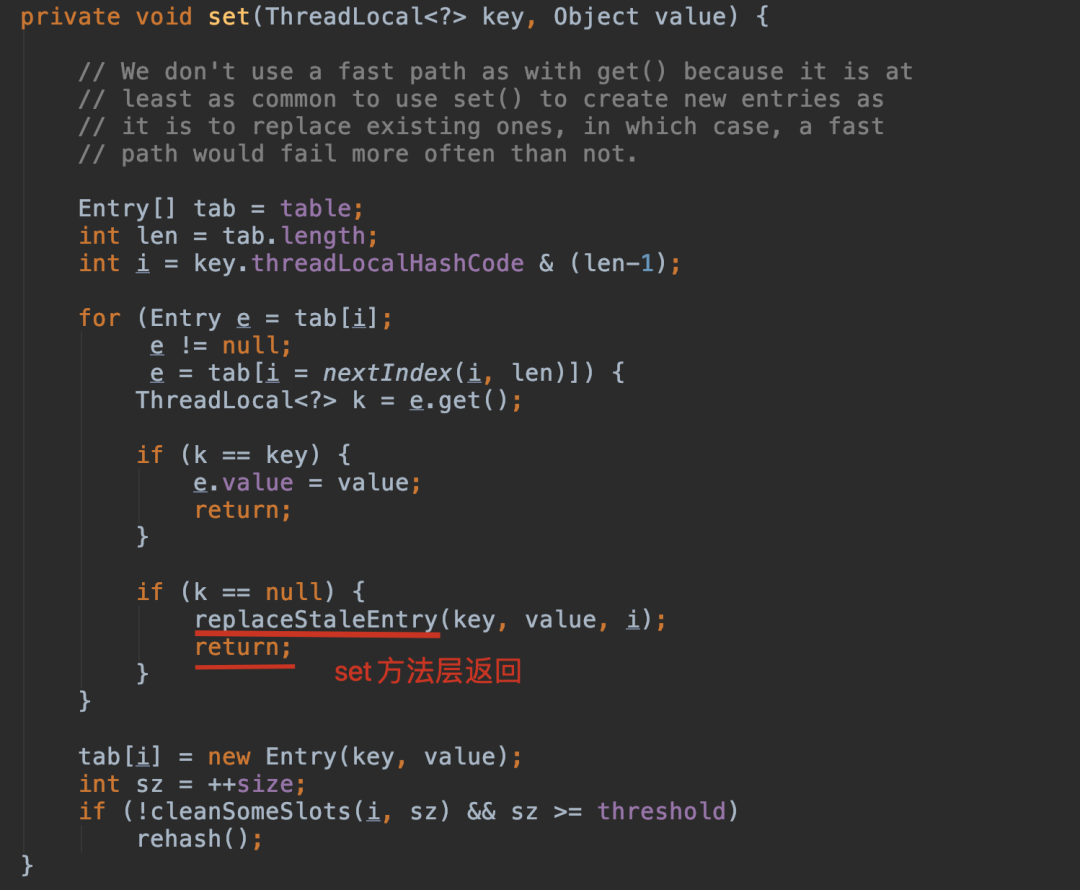 private void set(ThreadLocal<?> key, Object value) {
// We don't use a fast path as with get() because it is at
// least as common to use set() to create new entries as
// it is to replace existing ones, in which case, a fast
// path would fail more often than not.
Entry[] tab = table;
int len = tab.length;
int i = key.threadLocalHashCode & (len-1);
for (Entry e = tab[i];
e != null;
e = tab[i = nextIndex(i, len)]) {
ThreadLocal<?> k = e.get();
if (k == key) {
e.value = value;
return;
}
if (k == null) {
replaceStaleEntry(key, value, i);
return;
} set方法层返回
}
tab[i] = new Entry(key, value);
int sz = ++size;
if (!cleanSomeSlots(i, sz) && sz >= threshold)
rehash();
}